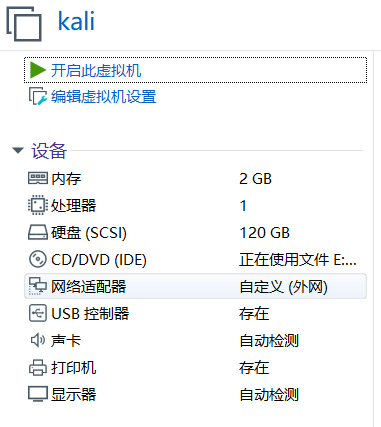 kali
开启此虚拟机
编辑虚拟机设置
设备
内存 2 GB
处理器 1
硬盘 (SCSI) 120 GB
CD/DVD (IDE) 正在使用文件 E:...
网络适配器 自定义 (外网)
USB 控制器 存在
声卡 自动检测
打印机 存在
显示器 自动检测